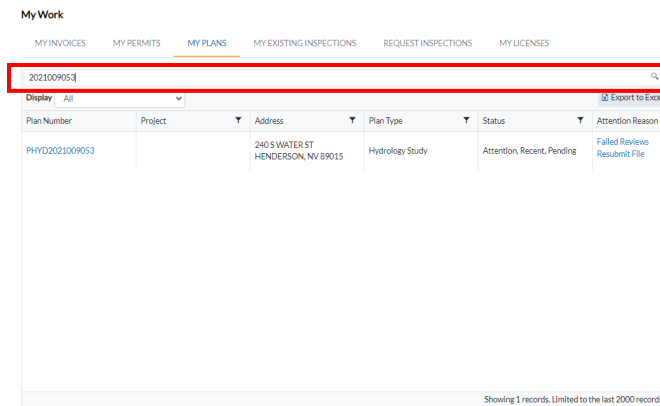 My Work
MY INVOICES MY PERMITS MY PLANS MY EXISTING INSPECTIONS REQUEST INSPECTIONS MY LICENSES
2021009053
Display All Export to Exce
Plan Number Project Address Plan Type Status Attention Reason
PHYD2021009053 240 S WATER ST Hydrology Study Attention, Recent, Pending Failed Reviews
HENDERSON, NV 89015 Resubmit File
Showing 1 records. Limited to the last 2000 records